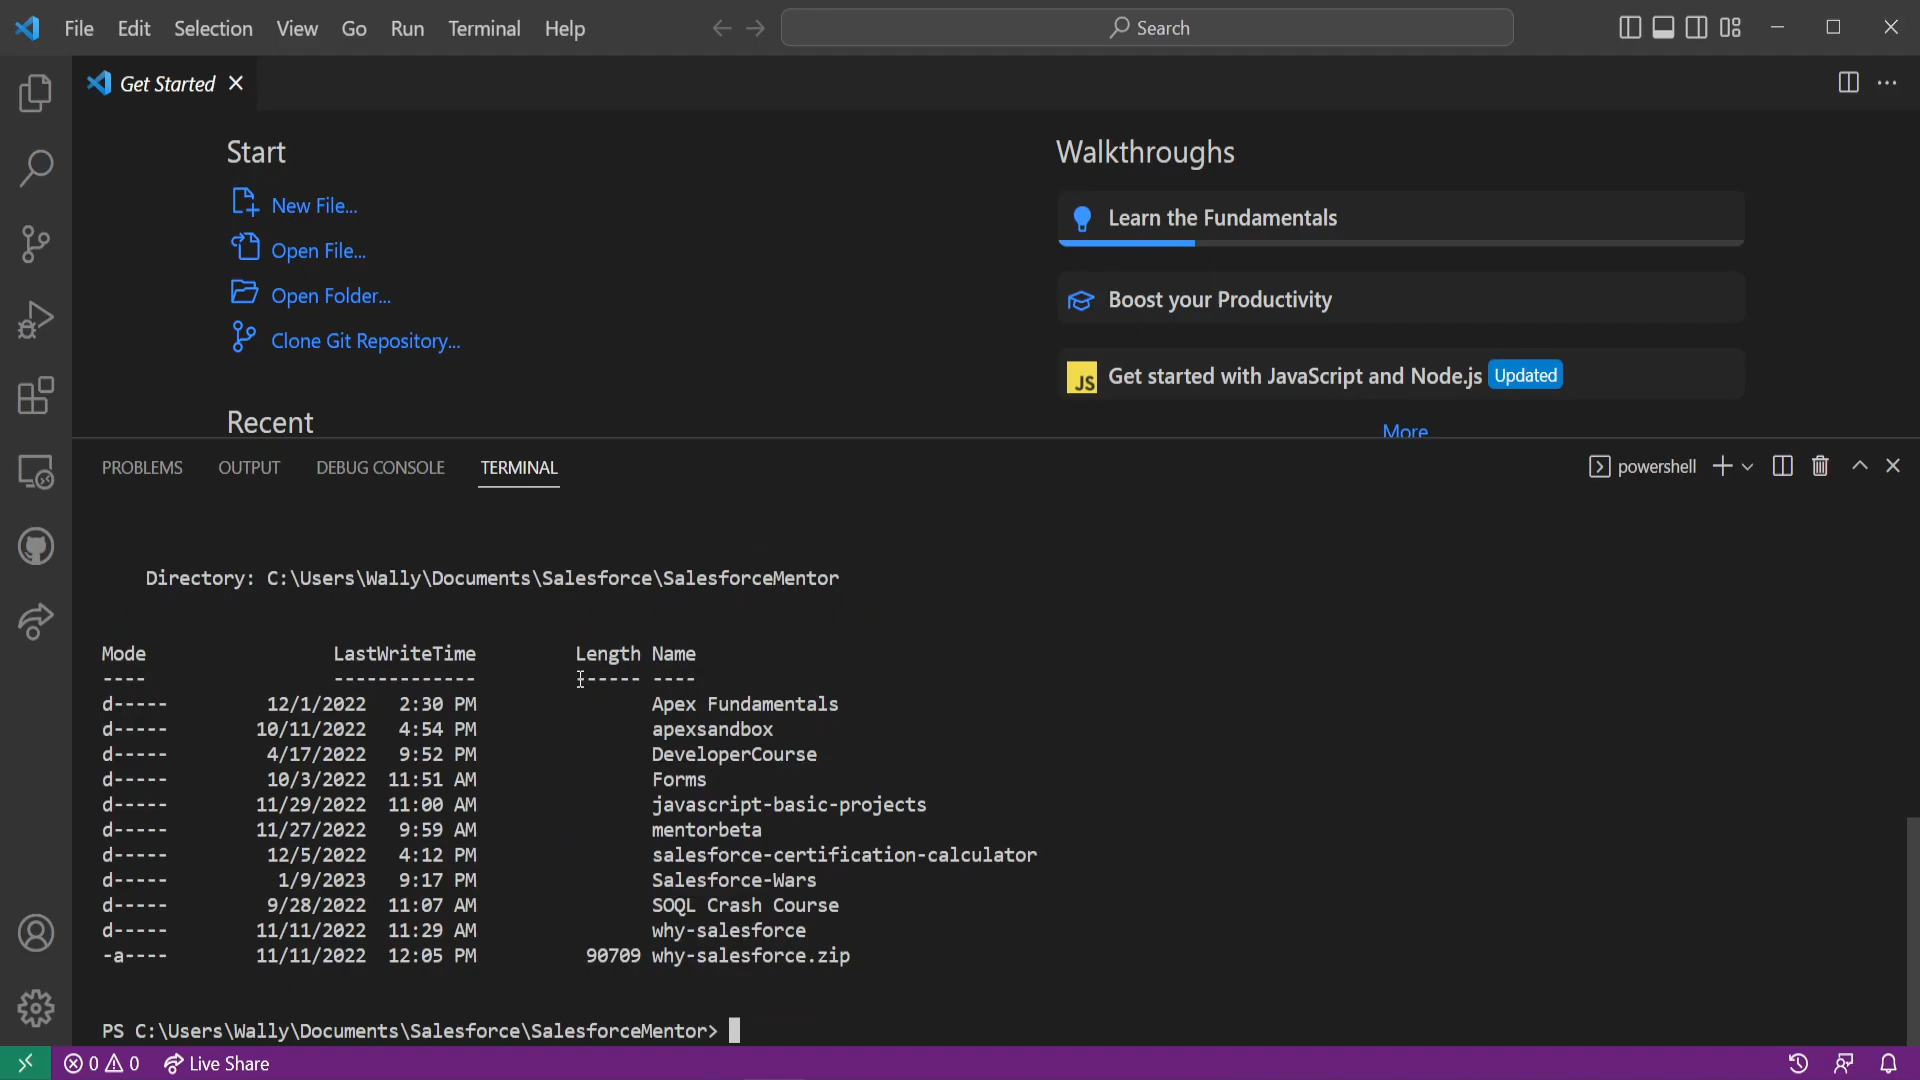 File Edit Selection View Go Run Terminal Help Search
Get Started
Start
New File...
Open File...
Open Folder...
Clone Git Repository...
Recent
Walkthroughs
Learn the Fundamentals
Boost your Productivity
JS Get started with JavaScript and Node.js Updated
More
PROBLEMS OUTPUT DEBUG CONSOLE TERMINAL powershell
Directory: C:\Users\Wally\Documents\Salesforce\SalesforceMentor
Mode LastWriteTime Length Name
---- ------------- ------ ----
d----- 12/1/2022 2:30 PM Apex Fundamentals
d----- 10/11/2022 4:54 PM apexsandbox
d----- 4/17/2022 9:52 PM DeveloperCourse
d----- 10/3/2022 11:51 AM Forms
d----- 11/29/2022 11:00 AM javascript-basic-projects
d----- 11/27/2022 9:59 AM mentorbeta
d----- 12/5/2022 4:12 PM salesforce-certification-calculator
d----- 1/9/2023 9:17 PM Salesforce-Wars
d----- 9/28/2022 11:07 AM SOQL Crash Course
d----- 11/11/2022 11:29 AM why-salesforce
-a---- 11/11/2022 12:05 PM 90709 why-salesforce.zip
PS C:\Users\Wally\Documents\Salesforce\SalesforceMentor>
0 0 Live Share